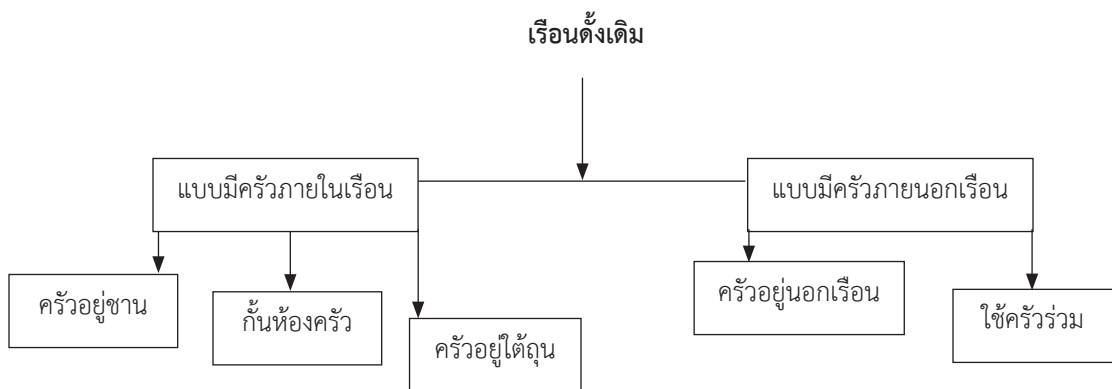 เรือนดั้งเดิม
แบบมีครัวภายในเรือน
แบบมีครัวภายนอกเรือน
ครัวอยู่ชาน
กั้นห้องครัว
ครัวอยู่ใต้ถุน
ครัวอยู่นอกเรือน
ใช้ครัวร่วม